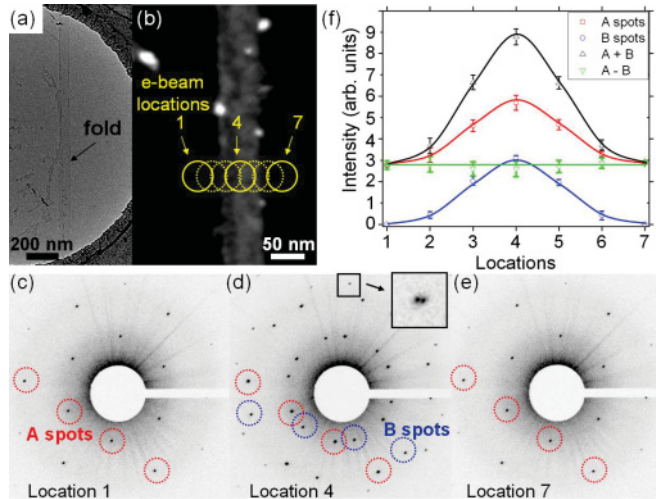 (a)
fold
200 nm
(b)
e-beam
locations
1
4
7
50 nm
(f)
Intensity (arb. units)
9
8
7
6
5
4
3
2
1
0
1 2 3 4 5 6 7
Locations
A spots
B spots
A + B
A - B
(c)
A spots
Location 1
(d)
B spots
Location 4
(e)
Location 7